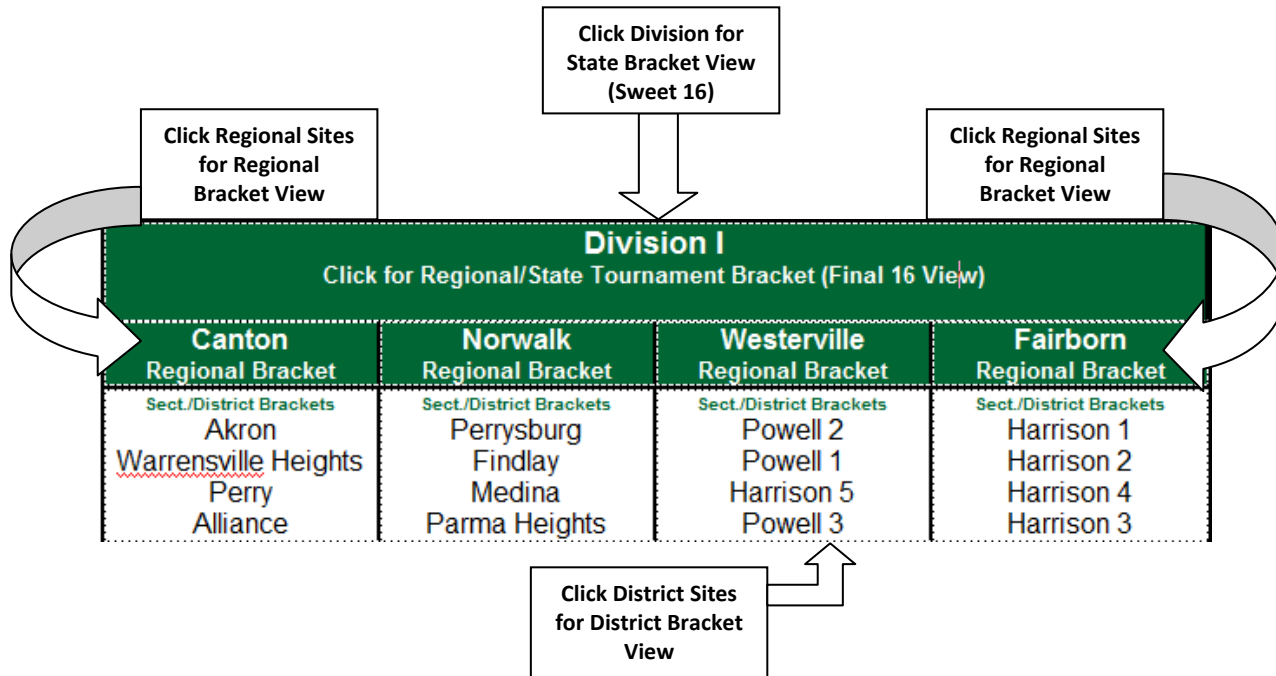 Click Division for
State Bracket View
(Sweet 16)
Click Regional Sites
for Regional
Bracket View
Click Regional Sites
for Regional
Bracket View
Division I
Click for Regional/State Tournament Bracket (Final 16 View)
Canton
Regional Bracket
Norwalk
Regional Bracket
Westerville
Regional Bracket
Fairborn
Regional Bracket
Sect./District Brackets
Akron
Warrensville Heights
Perry
Alliance
Sect./District Brackets
Perrysburg
Findlay
Medina
Parma Heights
Sect./District Brackets
Powell 2
Powell 1
Harrison 5
Powell 3
Sect./District Brackets
Harrison 1
Harrison 2
Harrison 4
Harrison 3
Click District Sites
for District Bracket
View